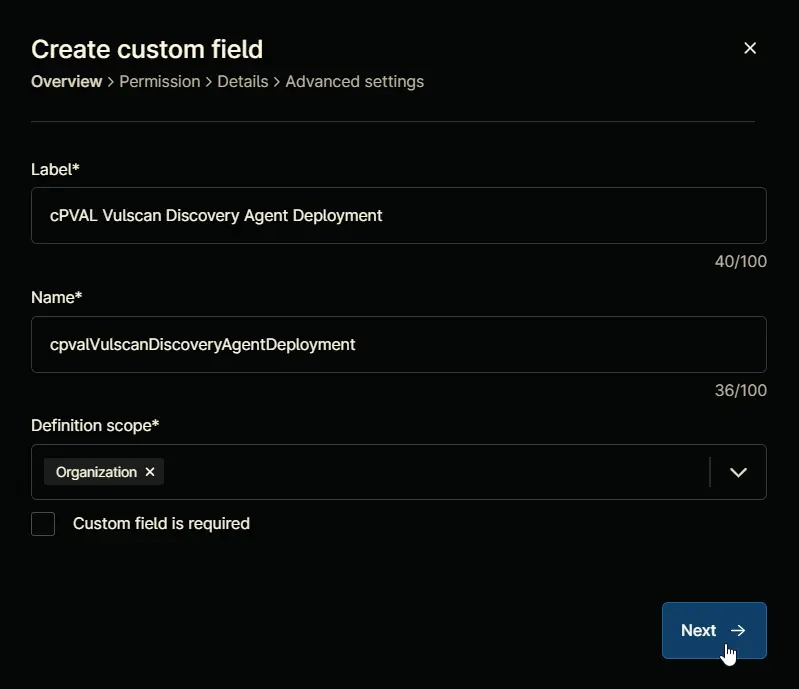 Create custom field
Overview > Permission > Details > Advanced settings
Label*
cPVAL Vulscan Discovery Agent Deployment
40/100
Name*
cpvalVulscanDiscoveryAgentDeployment
36/100
Definition scope*
Organization
Custom field is required
Next